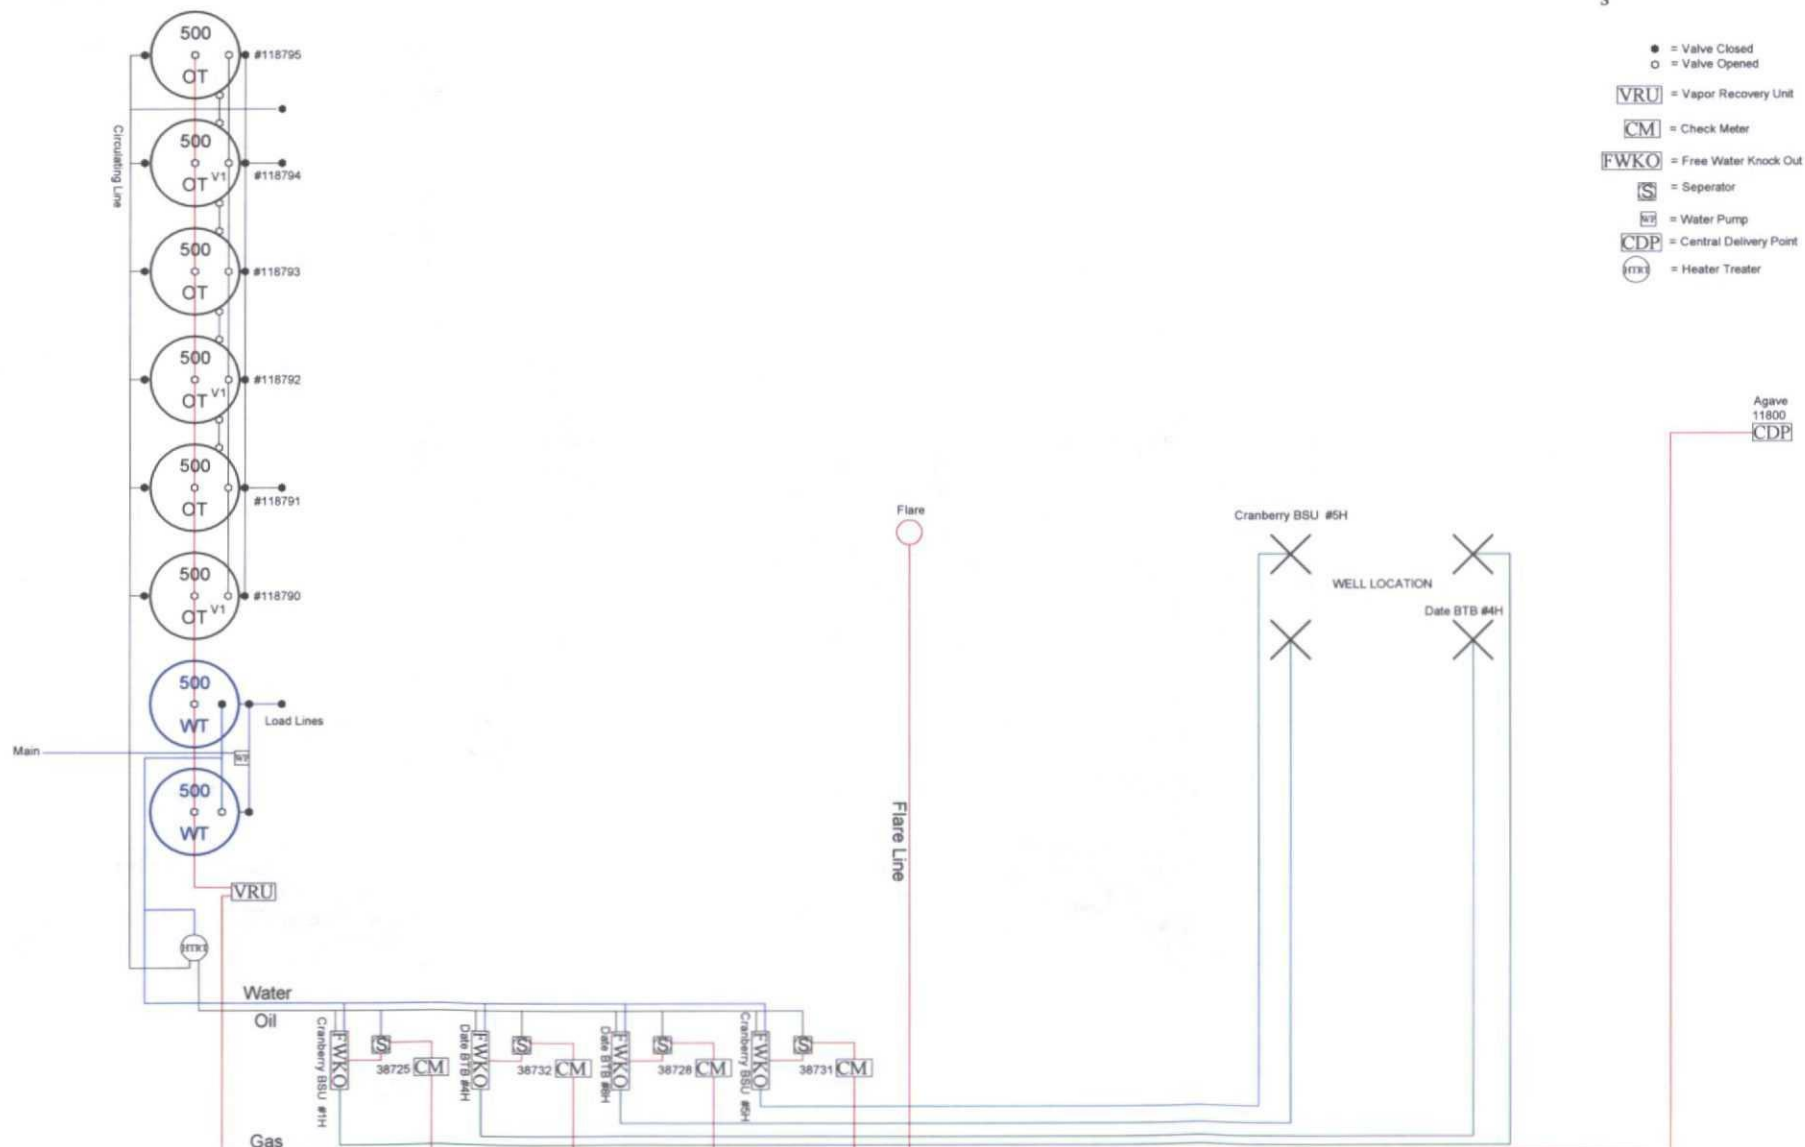 s
= Valve Closed
= Valve Opened
VRU = Vapor Recovery Unit
CM = Check Meter
FWKO = Free Water Knock Out
S = Seperator
WP = Water Pump
CDP = Central Delivery Point
HTRT = Heater Treater
500
OT
#118795
Circulating Line
500
OT V1
#118794
500
OT
#118793
500
OT V1
#118792
500
OT
#118791
500
OT V1
#118790
500
WT
Load Lines
Main
WP
500
WT
VRU
HTRT
Agave
11800
CDP
Flare
Flare Line
Cranberry BSU #5H
WELL LOCATION
Date BTB #4H
Water
Oil
Cranberry BSU #1H
FWKO
S
38725 CM
Date BTB #4H
FWKO
S
38732 CM
Date BTB #8H
FWKO
S
38728 CM
Cranberry BSU #5H
FWKO
S
38731 CM
Gas